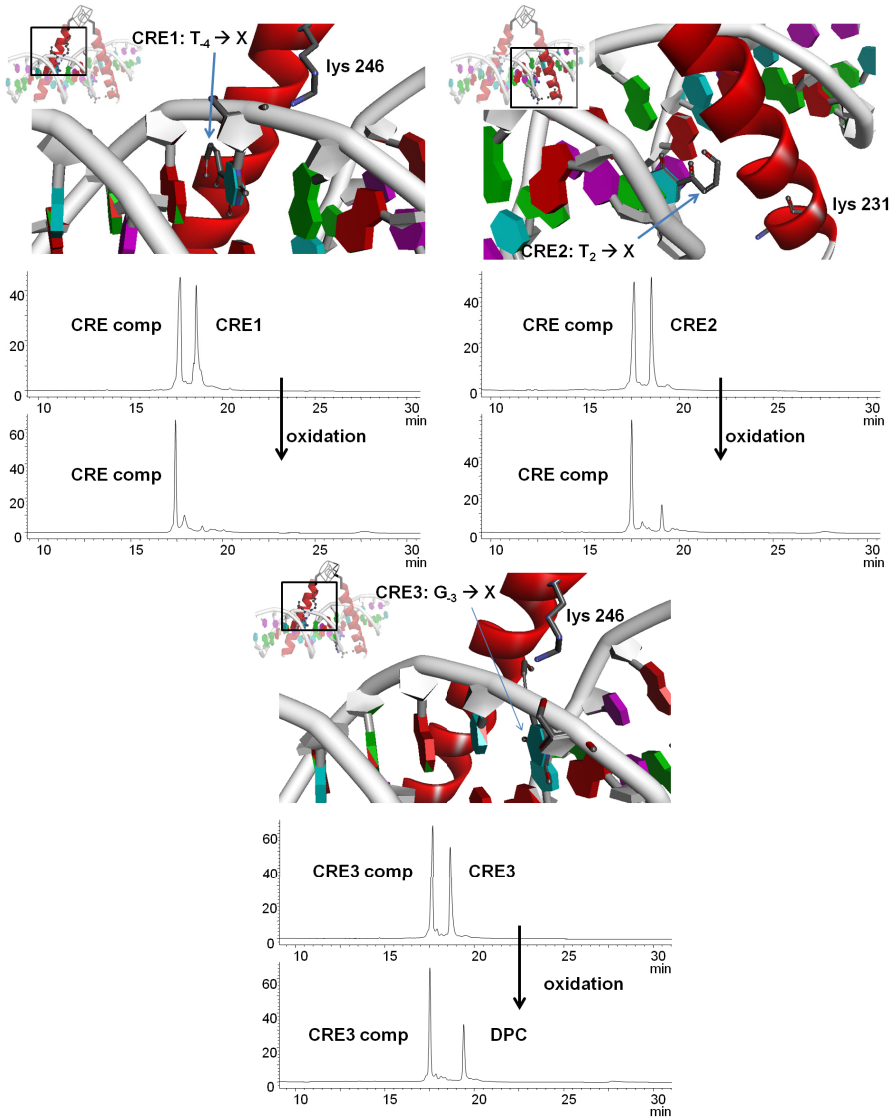 CRE1: T-4 → X
lys 246
lys 231
CRE2: T2 → X
40
20
0
CRE comp
CRE1
10
15
20
25
30
min
oxidation
60
40
20
0
CRE comp
10
15
20
25
30
min
40
20
0
CRE comp
CRE2
10
15
20
25
30
min
oxidation
40
20
0
CRE comp
10
15
20
25
30
min
CRE3: G-3 → X
lys 246
60
40
20
0
CRE3 comp
CRE3
10
15
20
25
30
min
oxidation
60
40
20
0
CRE3 comp
DPC
10
15
20
25
30
min